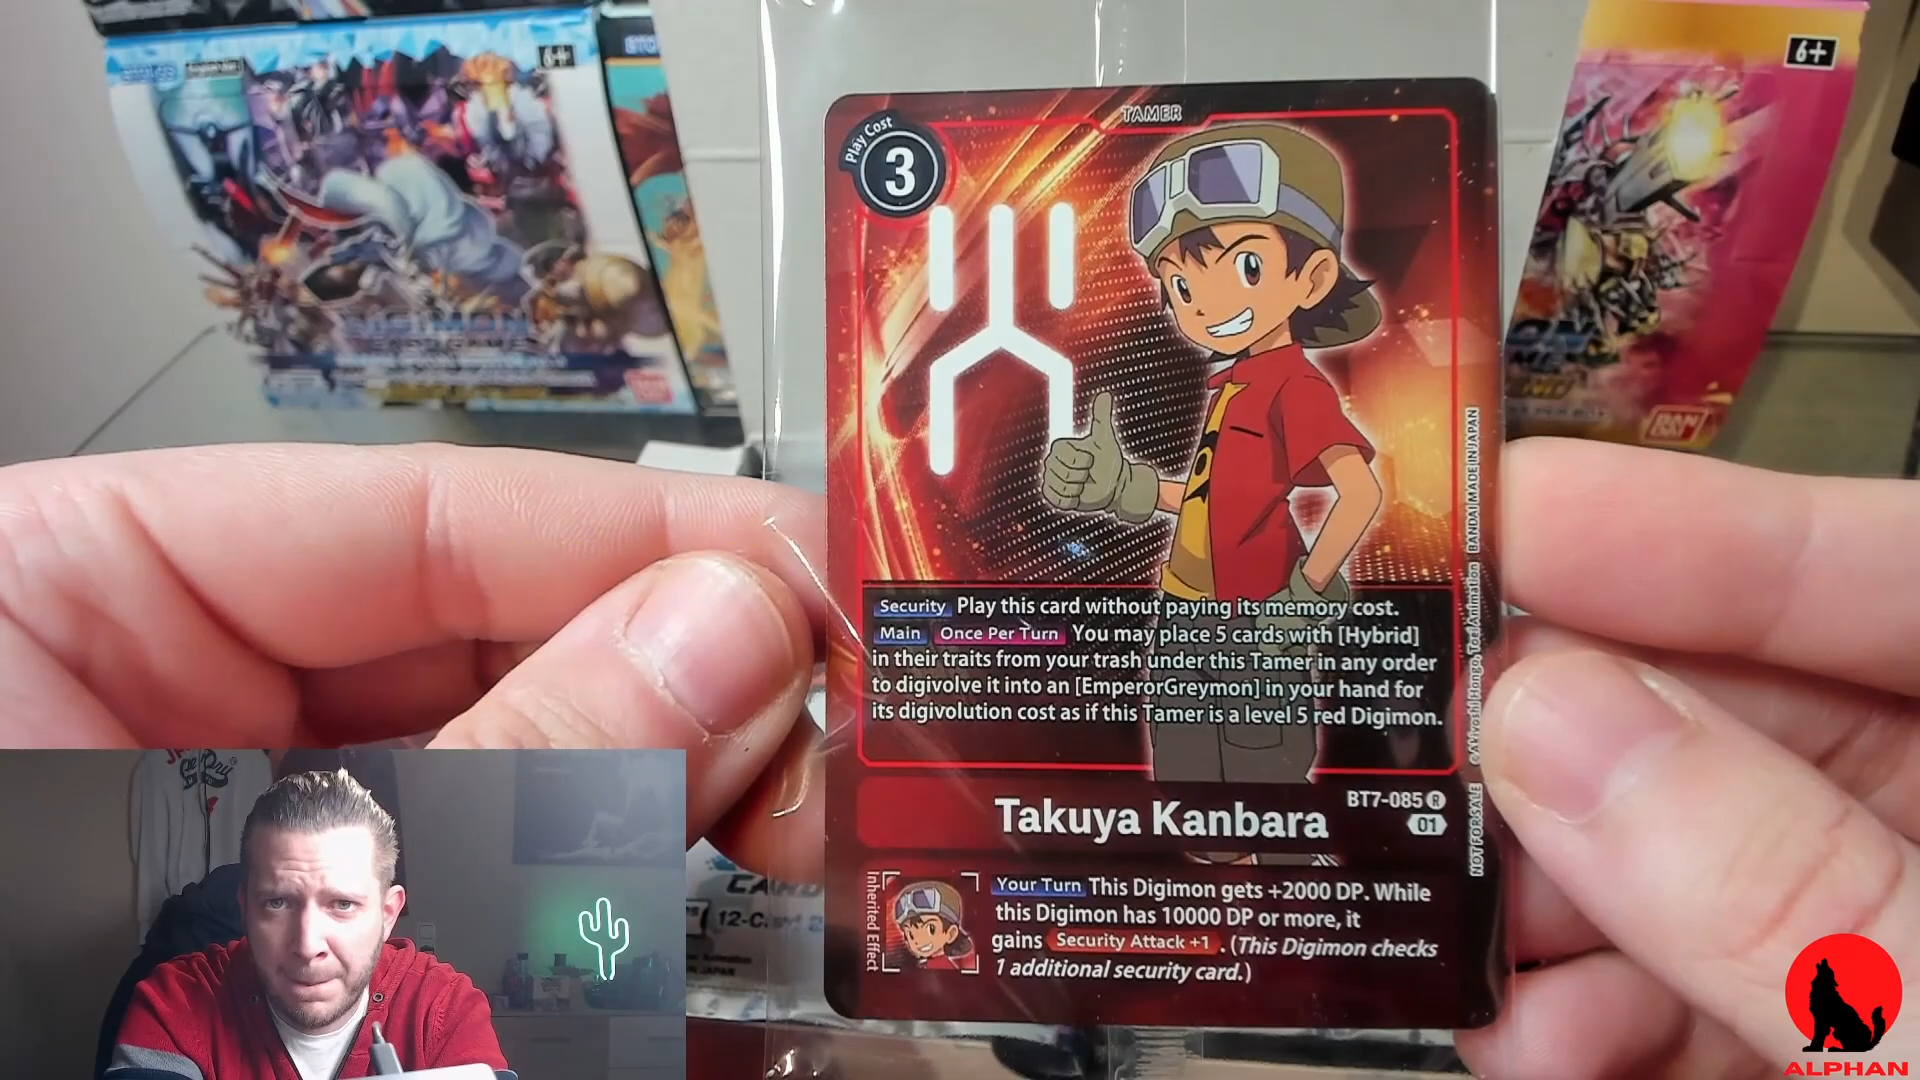 6+
6+
TAMER
Play Cost
3
Security Play this card without paying its memory cost.
Main Once Per Turn You may place 5 cards with [Hybrid]
in their traits from your trash under this Tamer in any order
to digivolve it into an [EmperorGreymon] in your hand for
its digivolution cost as if this Tamer is a level 5 red Digimon.
Takuya Kanbara
BT7-085 R
01
Inherited Effect
Your Turn This Digimon gets +2000 DP. While
this Digimon has 10000 DP or more, it
gains Security Attack +1 . (This Digimon checks
1 additional security card.)
©Akiyoshi Hongo, Toei Animation BANDAI MADE IN JAPAN
NOT FOR SALE
DIGIMON
12-Card
ALPHAN